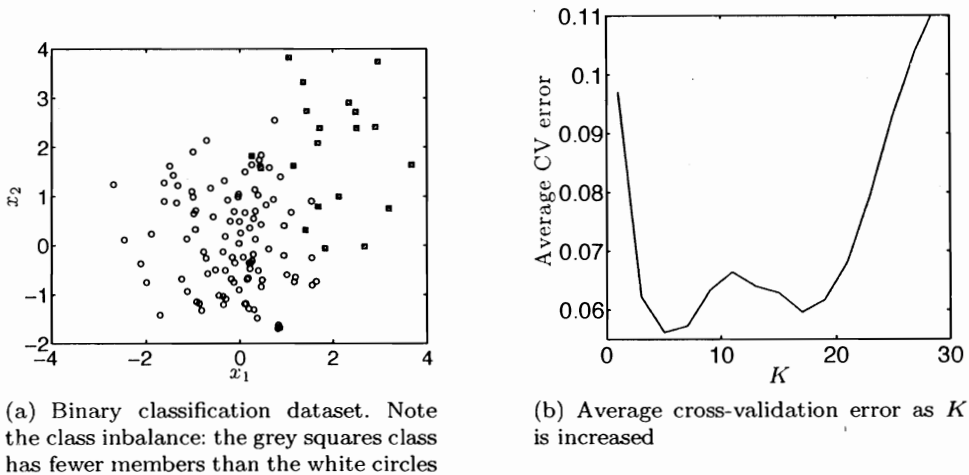 4
3
2
1
0
−1
−2
−4
−2
0
2
4
x2
x1
0.11
0.1
0.09
0.08
0.07
0.06
0
10
20
30
Average CV error
K
(a) Binary classification dataset. Note
the class inbalance: the grey squares class
has fewer members than the white circles
(b) Average cross-validation error as K
is increased